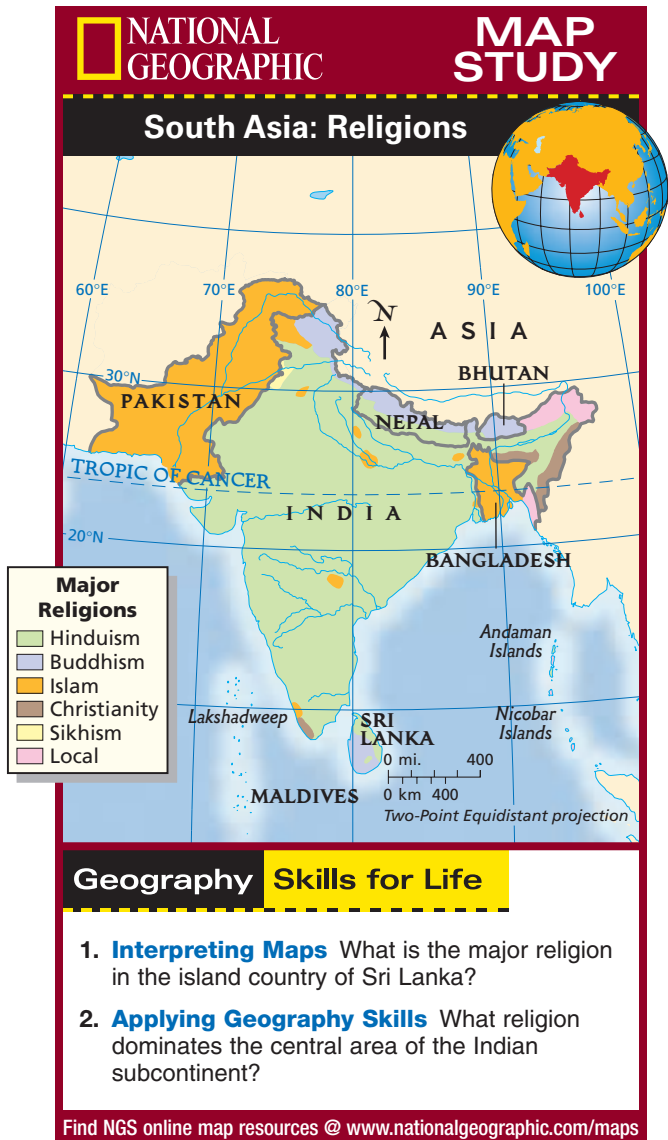 NATIONAL
GEOGRAPHIC
MAP
STUDY
South Asia: Religions
60°E
70°E
80°E
90°E
100°E
N
ASIA
BHUTAN
30°N
PAKISTAN
NEPAL
TROPIC OF CANCER
INDIA
20°N
BANGLADESH
Major
Religions
Hinduism
Buddhism
Islam
Christianity
Sikhism
Local
Andaman
Islands
Lakshadweep
Nicobar
Islands
SRI
LANKA
0 mi. 400
0 km 400
MALDIVES
Two-Point Equidistant projection
Geography Skills for Life
1. Interpreting Maps What is the major religion
in the island country of Sri Lanka?
2. Applying Geography Skills What religion
dominates the central area of the Indian
subcontinent?
Find NGS online map resources @ www.nationalgeographic.com/maps